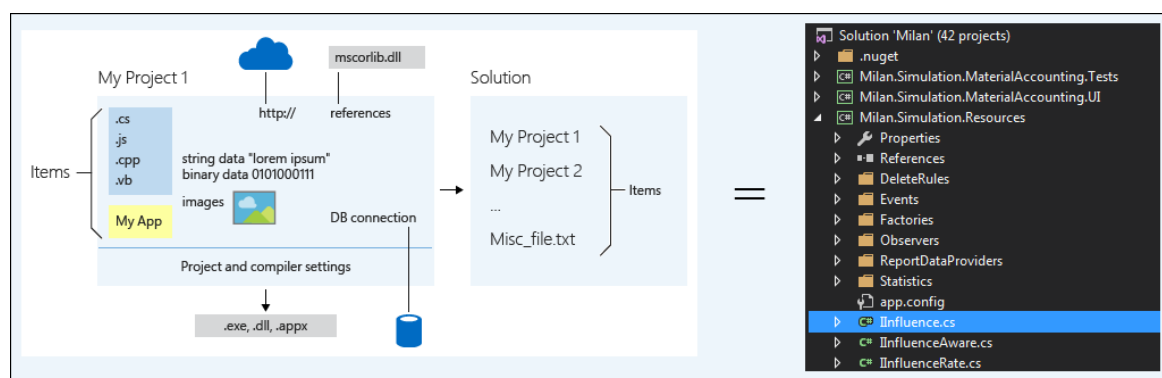 My Project 1
mscorlib.dll
http://
references
Items
.cs
.js
.cpp
.vb
My App
string data "lorem ipsum"
binary data 0101000111
images
DB connection
Project and compiler settings
.exe, .dll, .appx
Solution
My Project 1
My Project 2
...
Misc_file.txt
Items
=
Solution 'Milan' (42 projects)
.nuget
C# Milan.Simulation.MaterialAccounting.Tests
C# Milan.Simulation.MaterialAccounting.UI
C# Milan.Simulation.Resources
Properties
References
DeleteRules
Events
Factories
Observers
ReportDataProviders
Statistics
app.config
C# IInfluence.cs
C# IInfluenceAware.cs
C# IInfluenceRate.cs